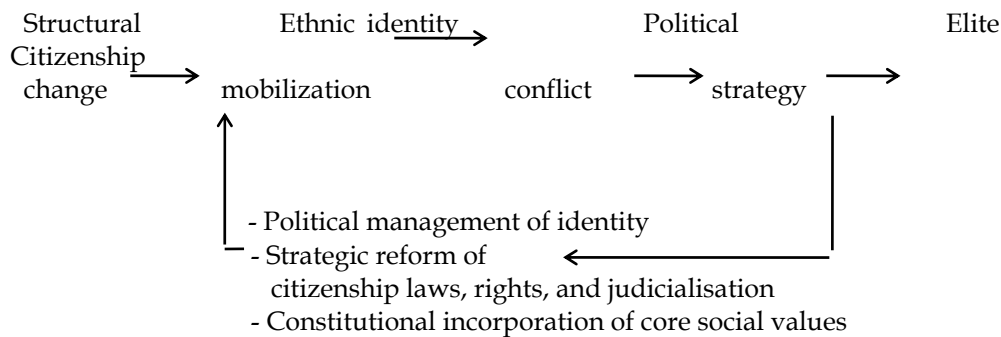 Structural Ethnic identity Political Elite
Citizenship
change mobilization conflict strategy
- Political management of identity
- Strategic reform of
citizenship laws, rights, and judicialisation
- Constitutional incorporation of core social values